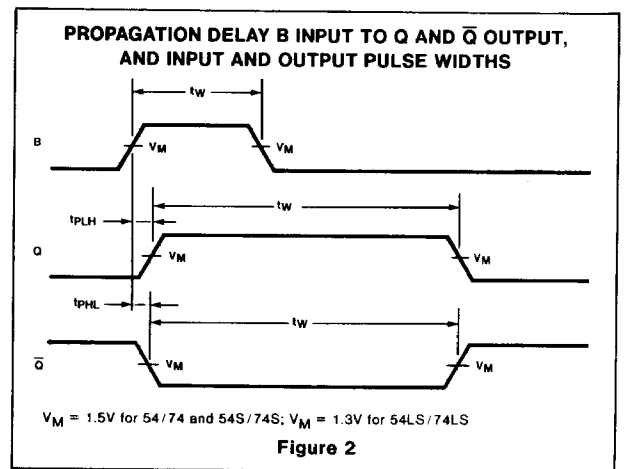 PROPAGATION DELAY B INPUT TO Q AND Q̅ OUTPUT,
AND INPUT AND OUTPUT PULSE WIDTHS
tW
B
VM
VM
tW
tPLH
Q
VM
VM
tPHL
tW
Q̅
VM
VM
VM = 1.5V for 54/74 and 54S/74S; VM = 1.3V for 54LS/74LS
Figure 2